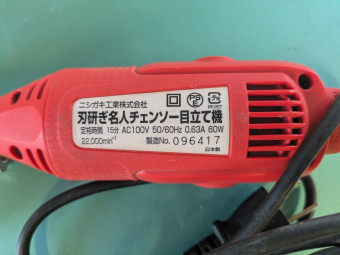 ニシガキ工業株式会社
刃研ぎ名人チェンソー目立て機
定格時間 15分 AC100V 50/60Hz 0.63A 60W
22,000min⁻¹ 製造No. 096417
日本製